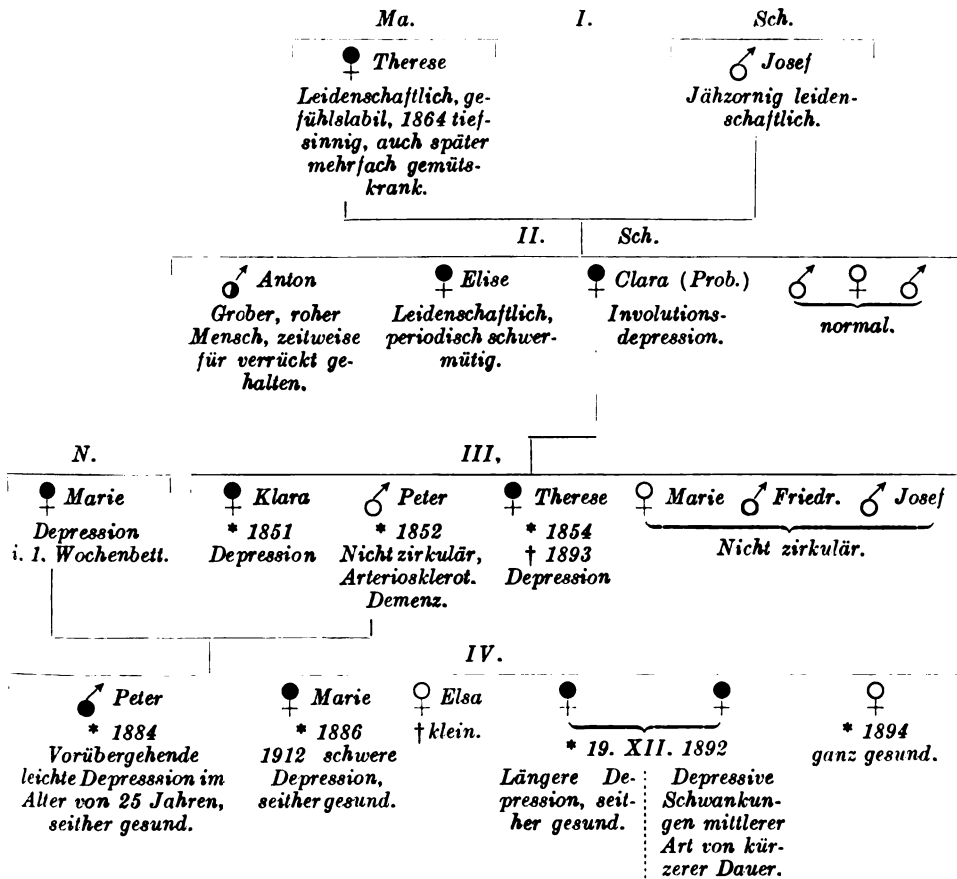 Ma. I. Sch.
Therese
Leidenschaftlich, ge-
fühlslabil, 1864 tief-
sinnig, auch später
mehrfach gemüts-
krank.
Josef
Jähzornig leiden-
schaftlich.
II. Sch.
Anton
Grober, roher
Mensch, zeitweise
für verrückt ge-
halten.
Elise
Leidenschaftlich,
periodisch schwer-
mütig.
Clara (Prob.)
Involutions-
depression.
normal.
N. III,
Marie
Depression
i. 1. Wochenbett.
Klara
* 1851
Depression
Peter
* 1852
Nicht zirkulär,
Arteriosklerot.
Demenz.
Therese
* 1854
† 1893
Depression
Marie Friedr. Josef
Nicht zirkulär.
IV.
Peter
* 1884
Vorübergehende
leichte Depresssion im
Alter von 25 Jahren,
seither gesund.
Marie
* 1886
1912 schwere
Depression,
seither gesund.
Elsa
† klein.
* 19. XII. 1892
Längere De-
pression, seit-
her gesund.
Depressive
Schwankun-
gen mittlerer
Art von kür-
zerer Dauer.
* 1894
ganz gesund.